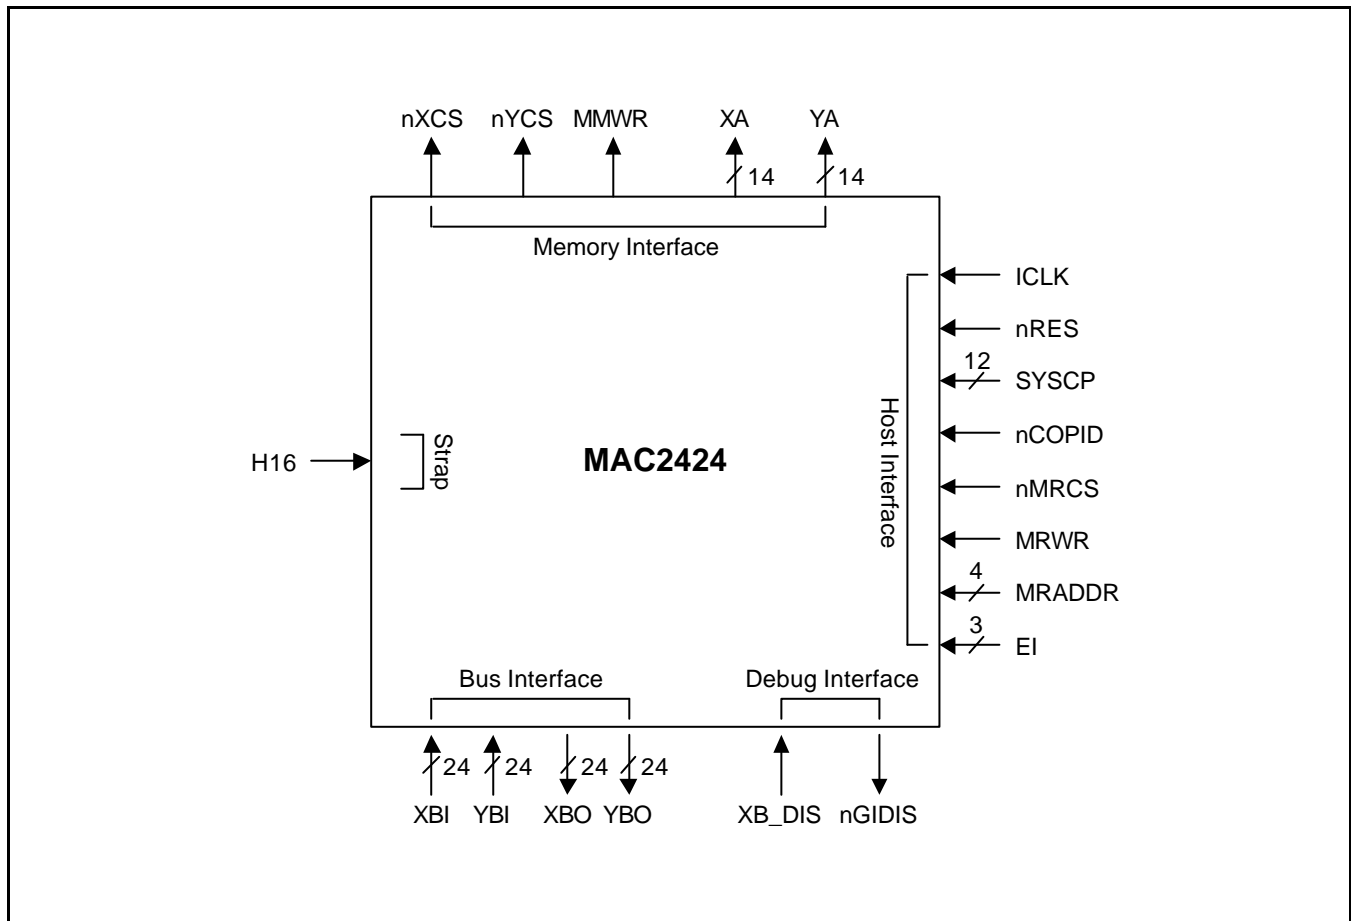 nXCS nYCS MMWR XA YA
14 14
Memory Interface
ICLK
nRES
12
SYSCP
nCOPID
nMRCS
MRWR
4
MRADDR
3
EI
Host Interface
H16
Strap
MAC2424
Bus Interface Debug Interface
24 24 24 24
XBI YBI XBO YBO XB_DIS nGIDIS